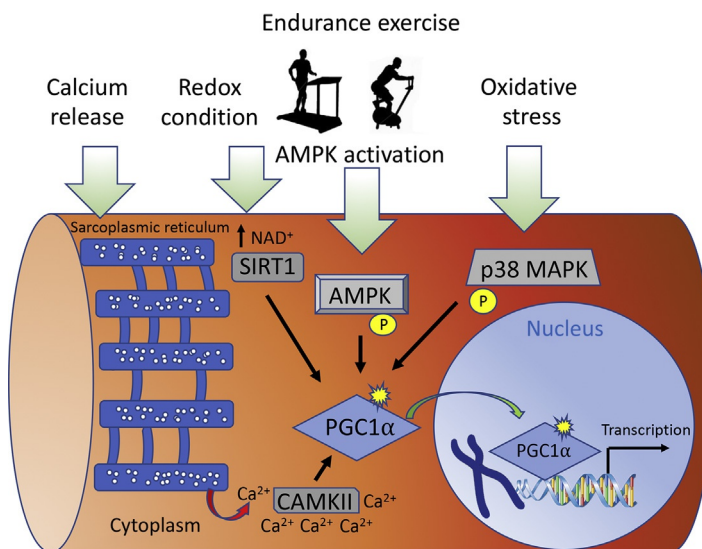 Endurance exercise
Calcium
release
Redox
condition
Oxidative
stress
AMPK activation
Sarcoplasmic reticulum
NAD⁺
SIRT1
AMPK
P
p38 MAPK
P
Nucleus
PGC1α
PGC1α
Transcription
Ca²⁺
CAMKII
Ca²⁺
Ca²⁺ Ca²⁺ Ca²⁺
Cytoplasm